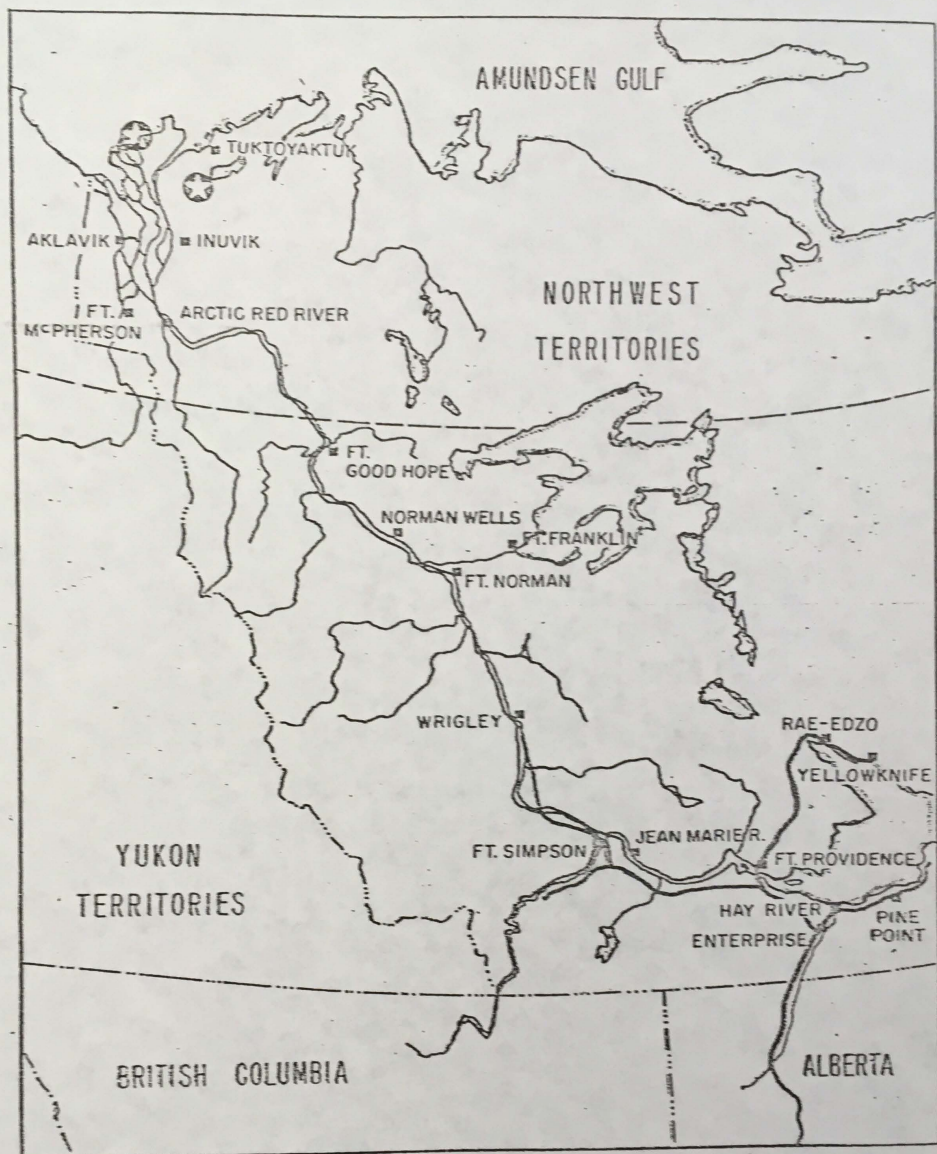 AMUNDSEN GULF
TUKTOYAKTUK
AKLAVIK
INUVIK
FT.
McPHERSON
ARCTIC RED RIVER
NORTHWEST
TERRITORIES
FT.
GOOD HOPE
NORMAN WELLS
FT. FRANKLIN
FT. NORMAN
WRIGLEY
RAE-EDZO
YELLOWKNIFE
JEAN MARIE R.
FT. SIMPSON
FT. PROVIDENCE
YUKON
TERRITORIES
HAY RIVER
PINE
POINT
ENTERPRISE
BRITISH COLUMBIA
ALBERTA